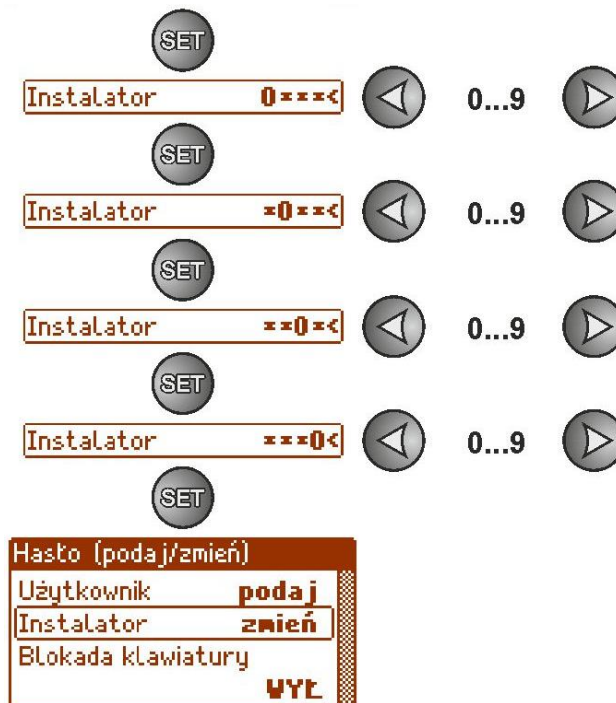 SET
Instalator 0***< 0...9
SET
Instalator *0**< 0...9
SET
Instalator **0*< 0...9
SET
Instalator ***0< 0...9
SET
Hasło (podaj/zmień)
Użytkownik podaj
Instalator zmień
Blokada klawiatury
WYŁ